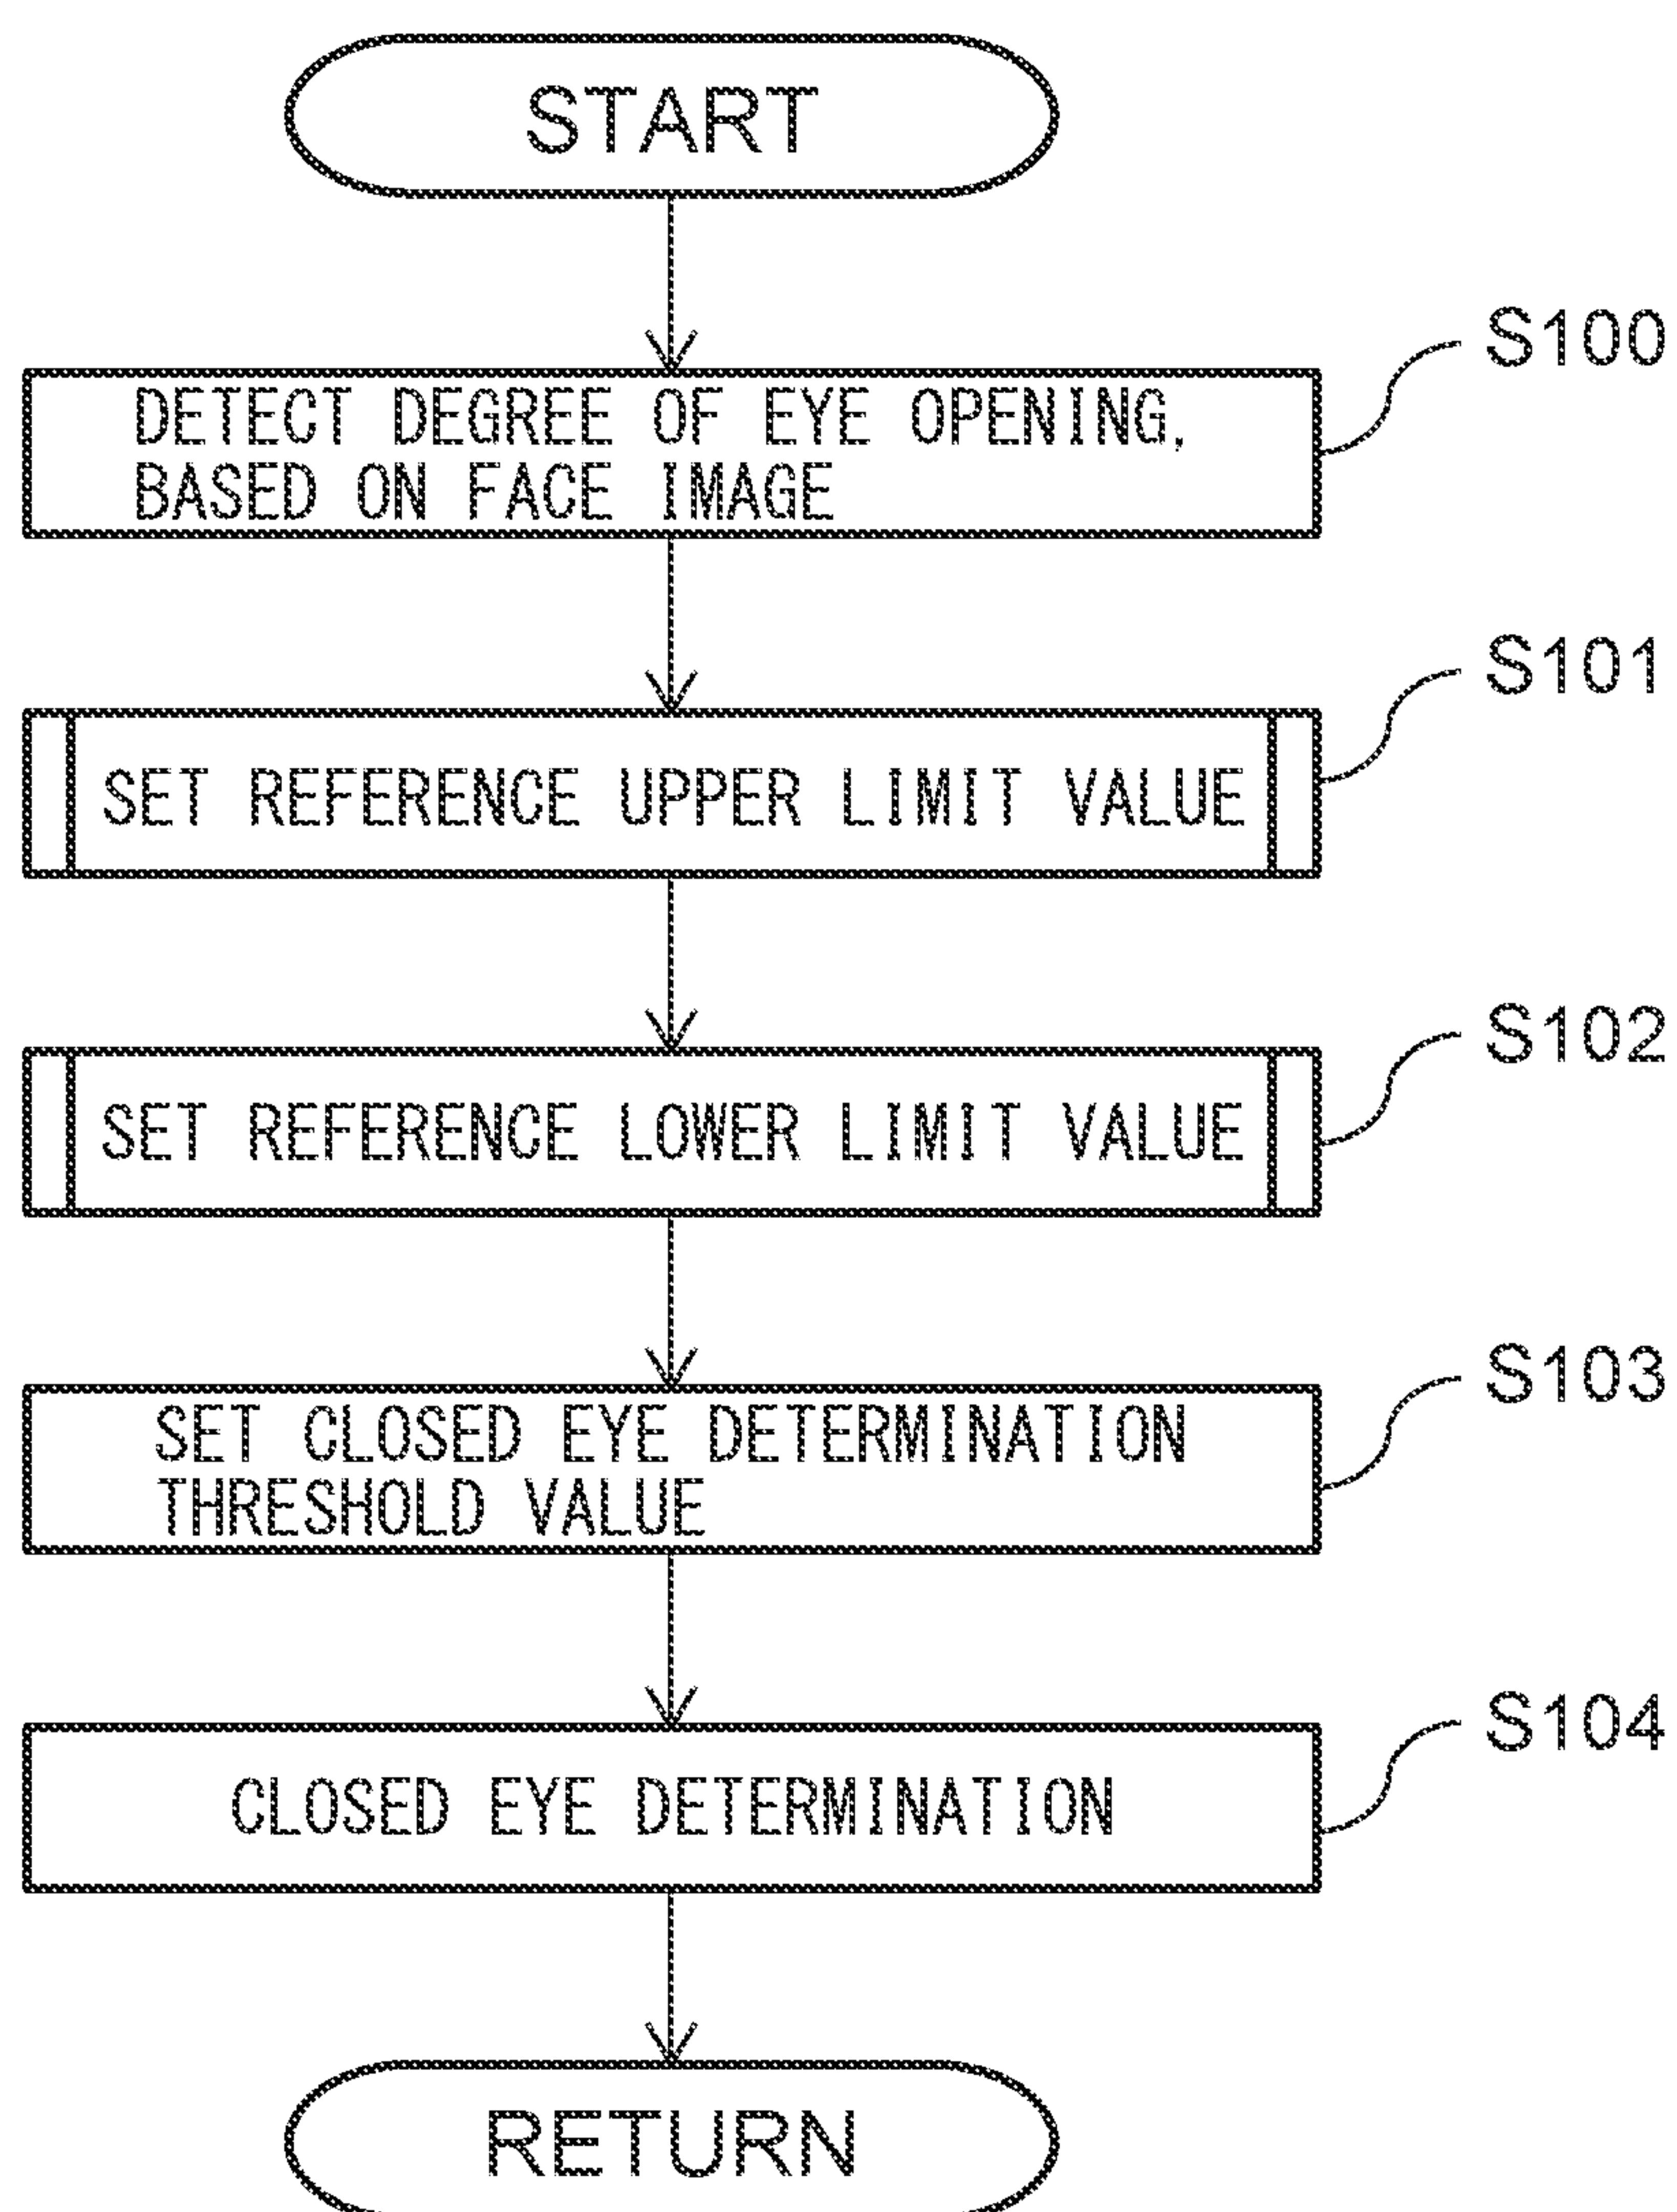 START
S100
DETECT DEGREE OF EYE OPENING,
BASED ON FACE IMAGE
S101
SET REFERENCE UPPER LIMIT VALUE
S102
SET REFERENCE LOWER LIMIT VALUE
S103
SET CLOSED EYE DETERMINATION
THRESHOLD VALUE
S104
CLOSED EYE DETERMINATION
RETURN